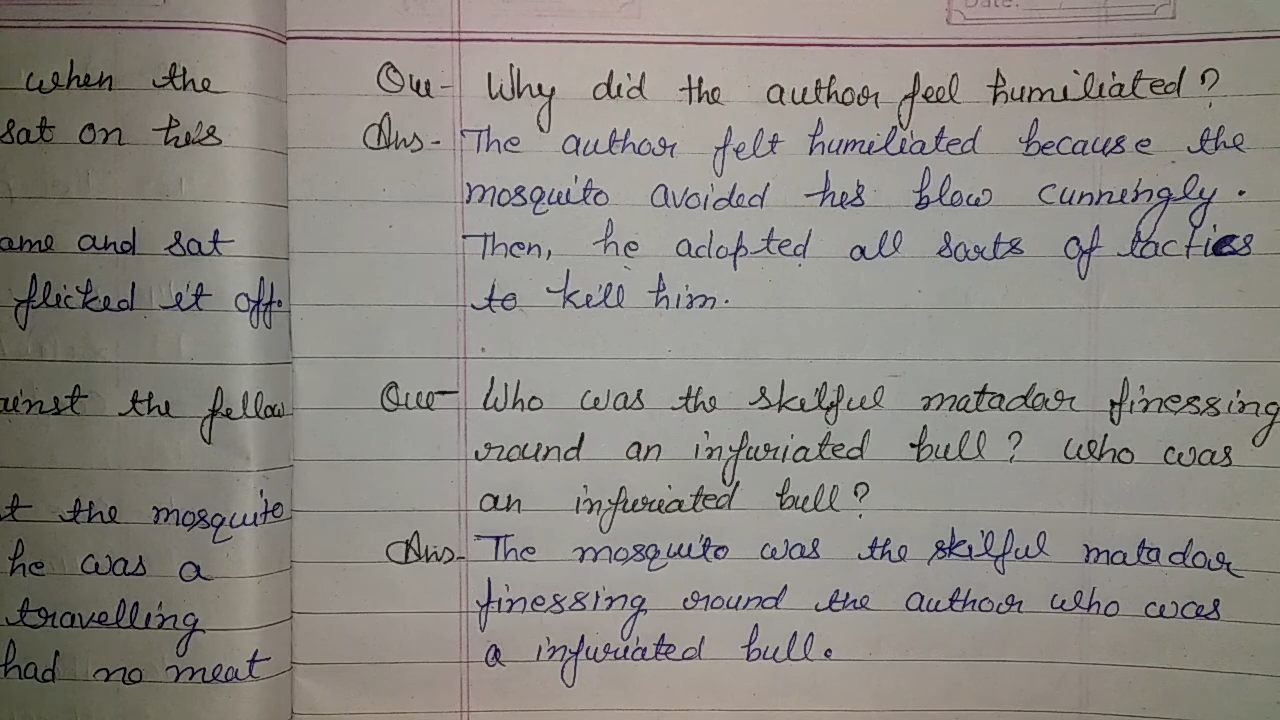 when the
sat on his
ame and sat
flicked it off.
ainst the fellow
t the mosquito
he was a
travelling
had no meat
Date:
Que- Why did the author feel humiliated?
Ans- The author felt humiliated because the
mosquito avoided his blow cunningly.
Then, he adopted all sorts of tactics
to kill him.
Que- Who was the skilful matadar finessing
round an infuriated bull? Who was
an infuriated bull?
Ans- The mosquito was the skilful matador
finessing round the author who was
a infuriated bull.